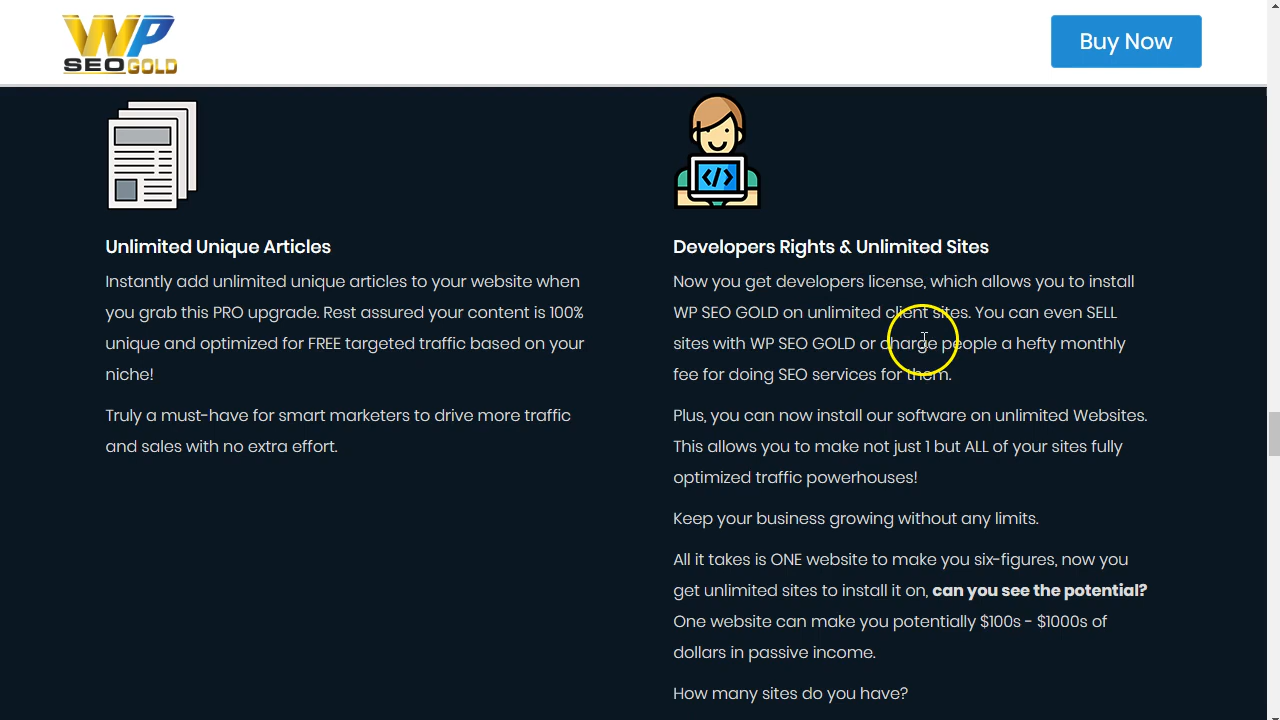 WP
SEO GOLD
Buy Now
Unlimited Unique Articles
Instantly add unlimited unique articles to your website when
you grab this PRO upgrade. Rest assured your content is 100%
unique and optimized for FREE targeted traffic based on your
niche!
Truly a must-have for smart marketers to drive more traffic
and sales with no extra effort.
</>
Developers Rights & Unlimited Sites
Now you get developers license, which allows you to install
WP SEO GOLD on unlimited client sites. You can even SELL
sites with WP SEO GOLD or charge people a hefty monthly
fee for doing SEO services for them.
Plus, you can now install our software on unlimited Websites.
This allows you to make not just 1 but ALL of your sites fully
optimized traffic powerhouses!
Keep your business growing without any limits.
All it takes is ONE website to make you six-figures, now you
get unlimited sites to install it on, can you see the potential?
One website can make you potentially $100s - $1000s of
dollars in passive income.
How many sites do you have?